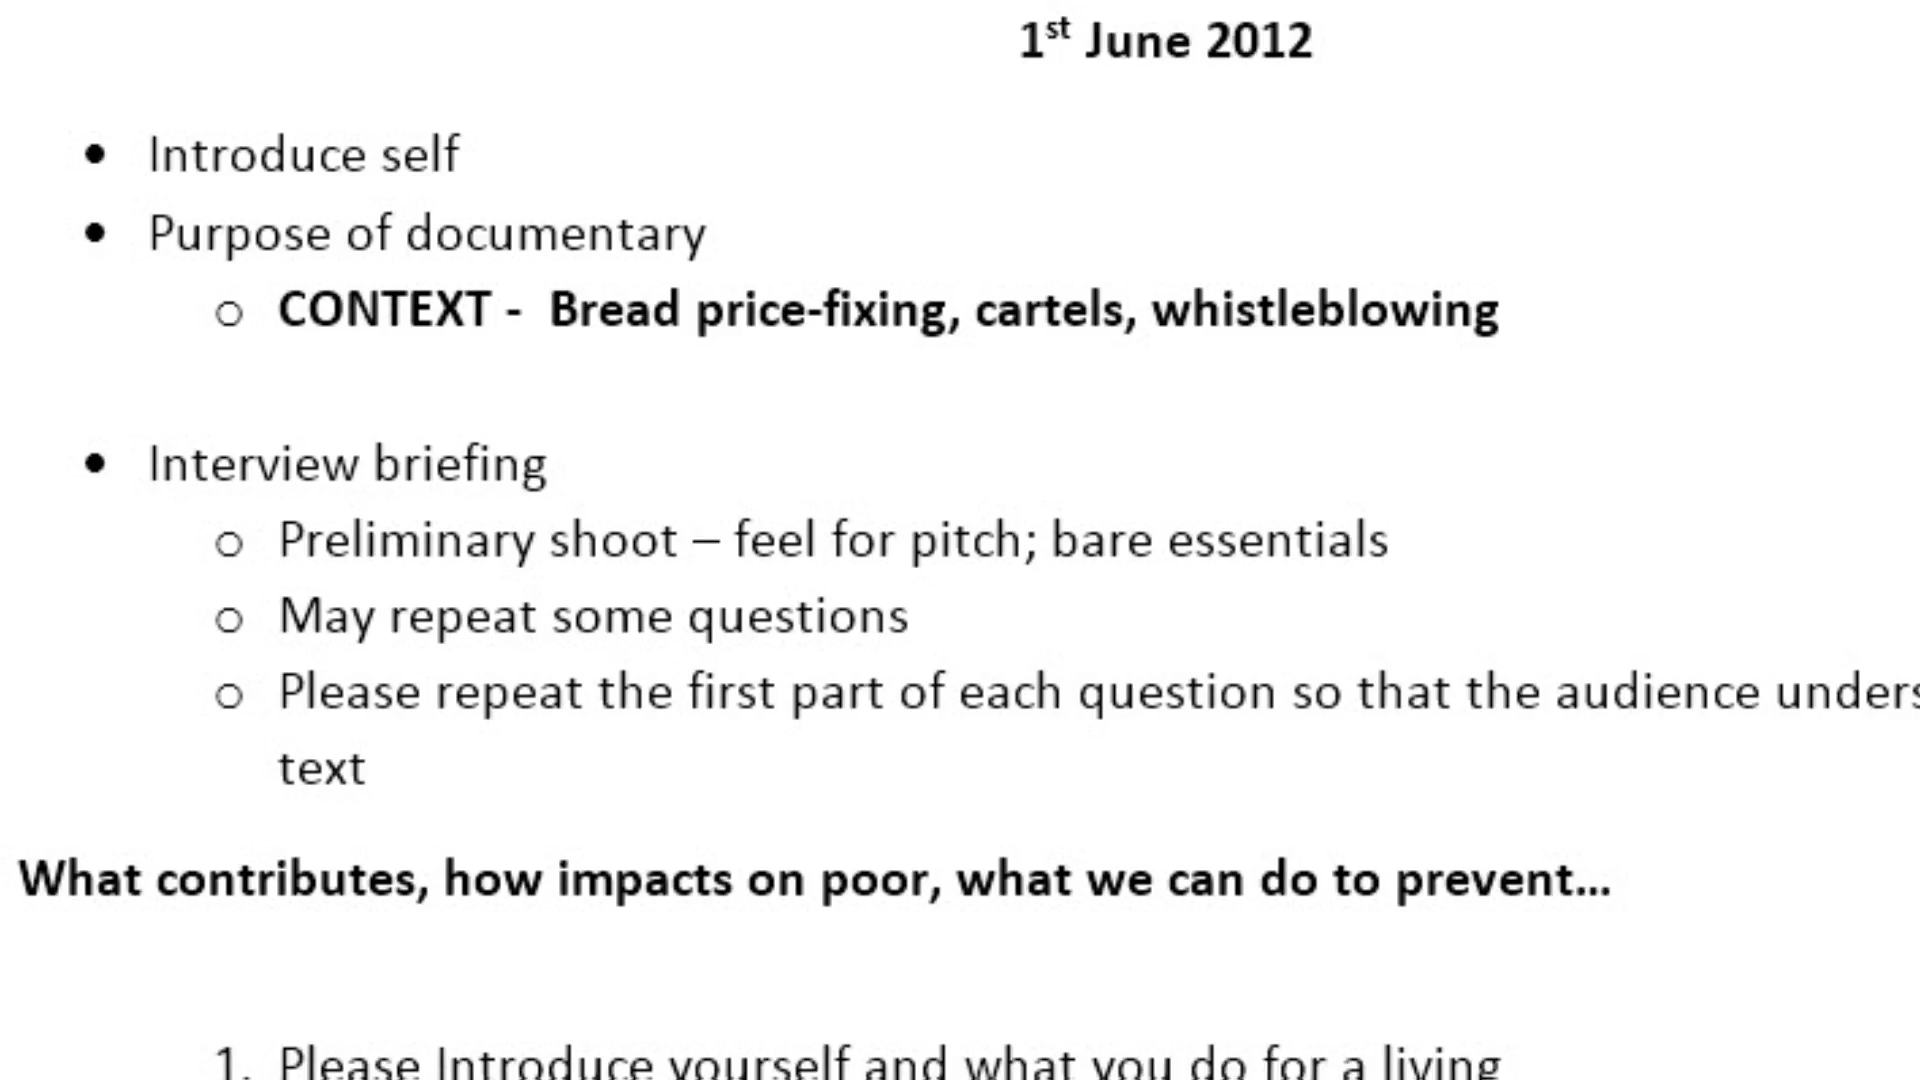 1st June 2012
• Introduce self
• Purpose of documentary
o CONTEXT - Bread price-fixing, cartels, whistleblowing
• Interview briefing
o Preliminary shoot – feel for pitch; bare essentials
o May repeat some questions
o Please repeat the first part of each question so that the audience
text
What contributes, how impacts on poor, what we can do to prevent...
1. Please Introduce yourself and what you do for a living